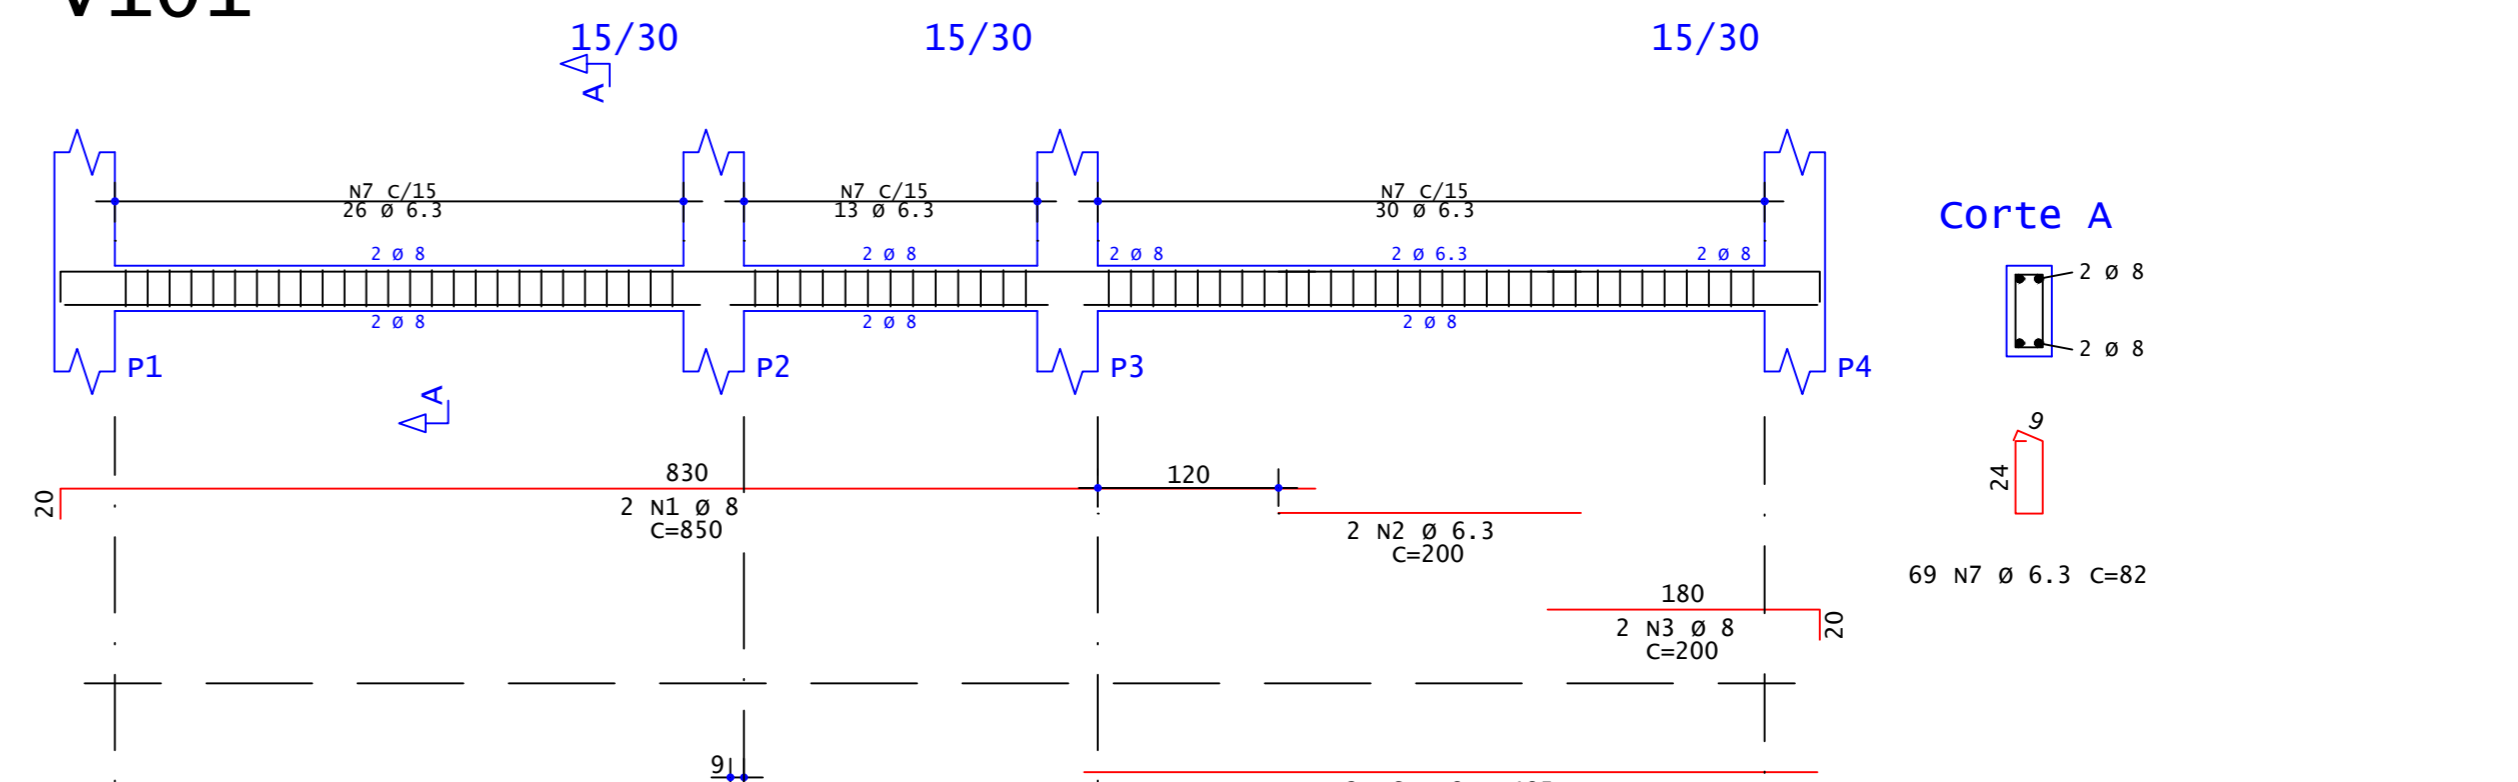 V101
15/30 15/30 15/30
A
N7 C/15 N7 C/15 N7 C/15
26 Ø 6.3 13 Ø 6.3 30 Ø 6.3
Corte A
2 Ø 8 2 Ø 8 2 Ø 8 2 Ø 6.3 2 Ø 8
2 Ø 8
2 Ø 8 2 Ø 8 2 Ø 8
2 Ø 8
P1 P2 P3 P4
A
9
24
830 120
20
2 N1 Ø 8
C=850
2 N2 Ø 6.3
C=200
69 N7 Ø 6.3 C=82
180
20
2 N3 Ø 8
C=200
9